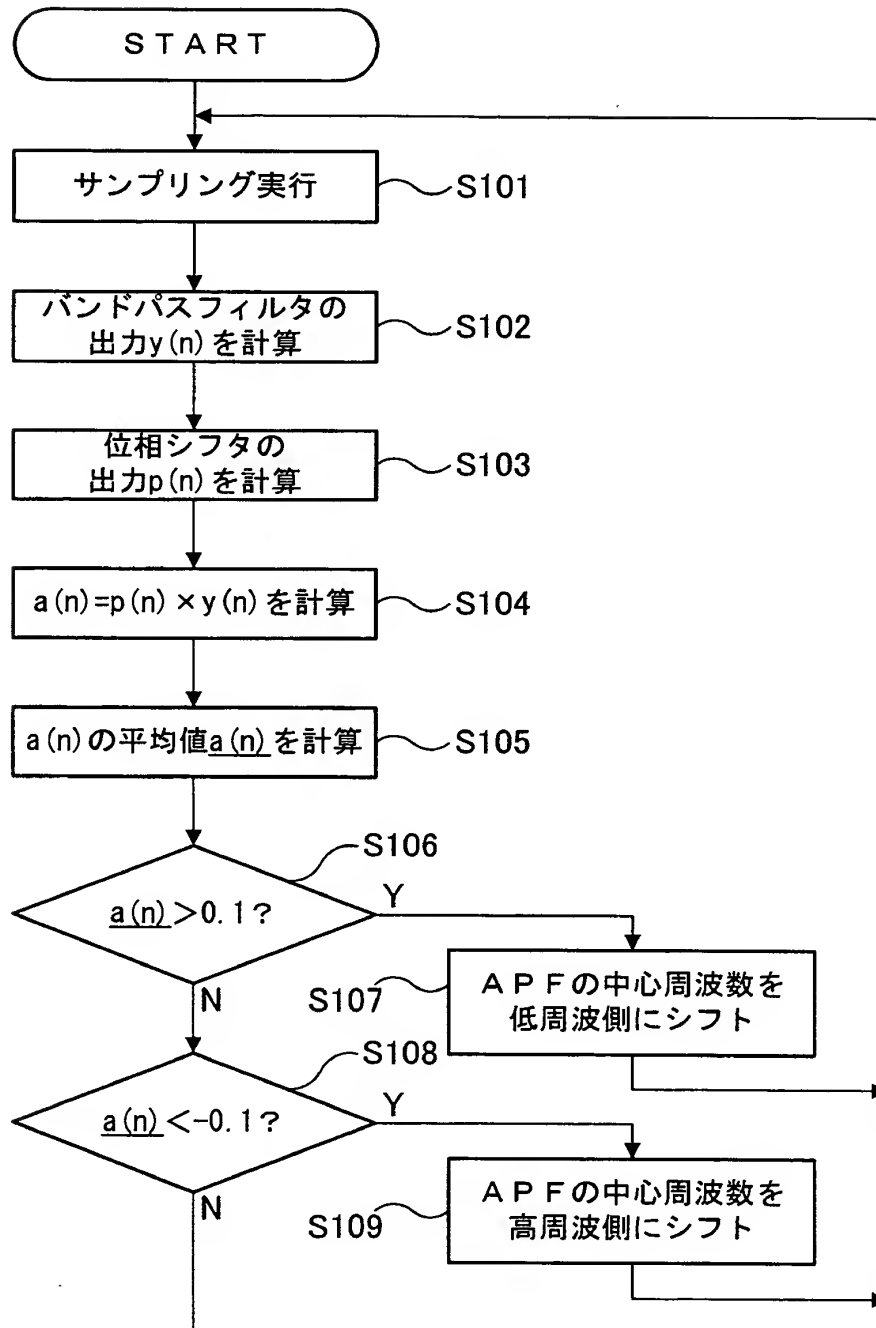 ＳＴＡＲＴ
サンプリング実行
S101
バンドパスフィルタの
出力y(n)を計算
S102
位相シフタの
出力p(n)を計算
S103
a(n)=p(n)×y(n)を計算
S104
a(n)の平均値a(n)を計算
S105
S106
a(n)>0.1?
Y
N
S107
ＡＰＦの中心周波数を
低周波側にシフト
S108
a(n)<-0.1?
Y
N
S109
ＡＰＦの中心周波数を
高周波側にシフト